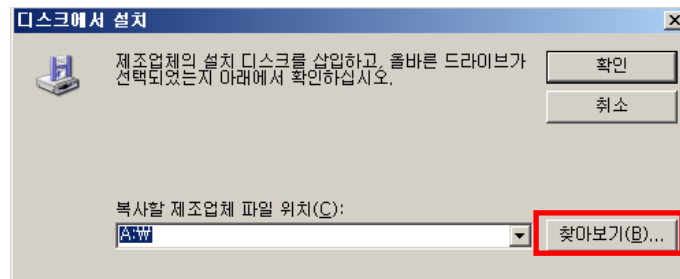 디스크에서 설치
제조업체의 설치 디스크를 삽입하고, 올바른 드라이브가
선택되었는지 아래에서 확인하십시오.
확인
취소
복사할 제조업체 파일 위치(C):
A:₩
찾아보기(B)...